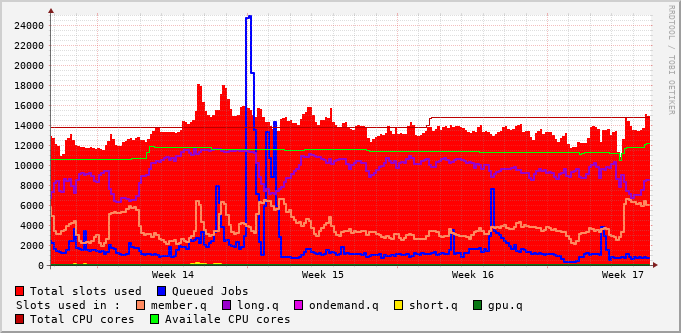 RRDTOOL / TOBI OETIKER
24000
22000
20000
18000
16000
14000
12000
10000
8000
6000
4000
2000
0
Week 14 Week 15 Week 16 Week 17
Total slots used Queued Jobs
Slots used in : member.q long.q ondemand.q short.q gpu.q
Total CPU cores Availale CPU cores